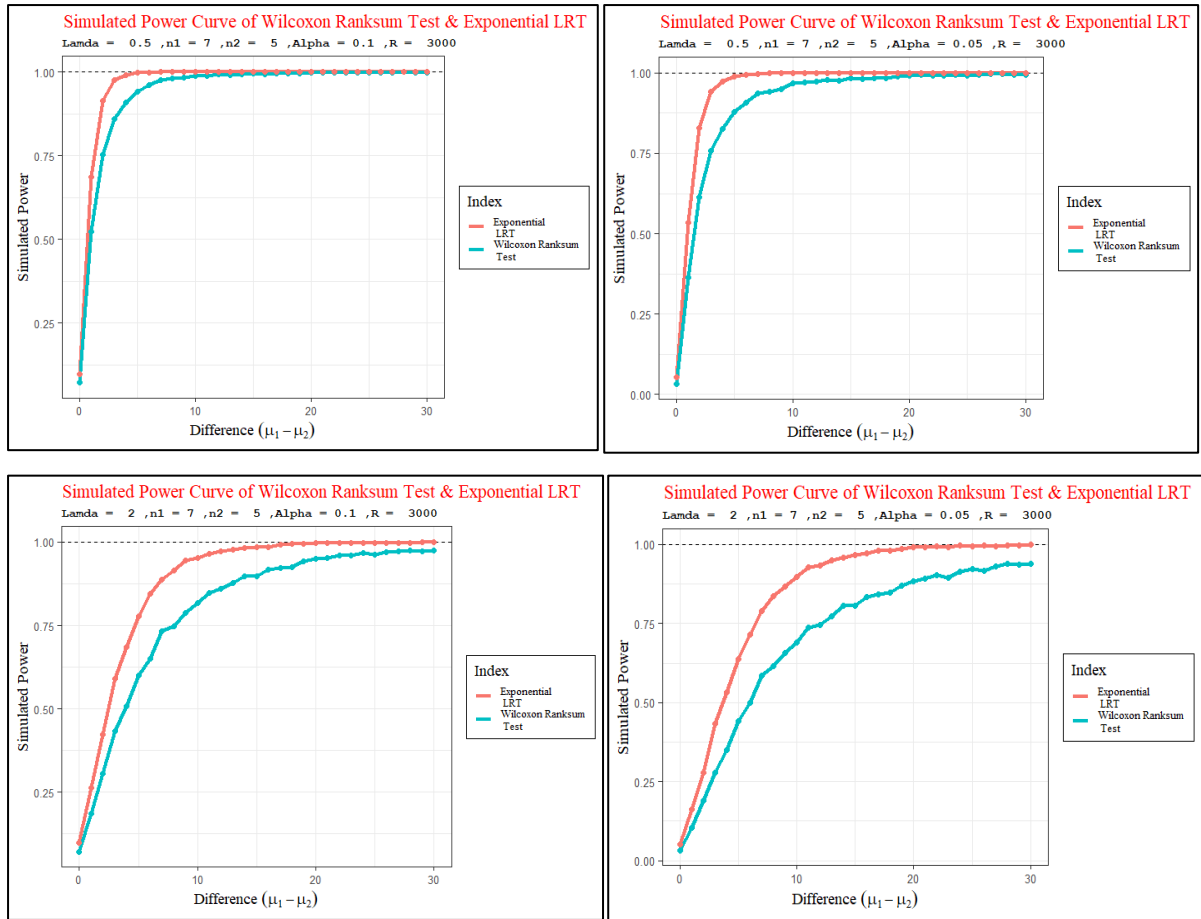 Simulated Power Curve of Wilcoxon Ranksum Test & Exponential LRT
Lamda =  0.5 ,n1 = 7 ,n2 =  5 ,Alpha = 0.1 ,R =  3000
1.00
0.75
0.50
0.25
Simulated Power
0
10
20
30
Difference (μ1 − μ2)
Index
Exponential
LRT
Wilcoxon Ranksum
Test
Simulated Power Curve of Wilcoxon Ranksum Test & Exponential LRT
Lamda =  0.5 ,n1 = 7 ,n2 =  5 ,Alpha = 0.05 ,R =  3000
1.00
0.75
0.50
0.25
0.00
Simulated Power
0
10
20
30
Difference (μ1 − μ2)
Index
Exponential
LRT
Wilcoxon Ranksum
Test
Simulated Power Curve of Wilcoxon Ranksum Test & Exponential LRT
Lamda =  2 ,n1 = 7 ,n2 =  5 ,Alpha = 0.1 ,R =  3000
1.00
0.75
0.50
0.25
Simulated Power
0
10
20
30
Difference (μ1 − μ2)
Index
Exponential
LRT
Wilcoxon Ranksum
Test
Simulated Power Curve of Wilcoxon Ranksum Test & Exponential LRT
Lamda =  2 ,n1 = 7 ,n2 =  5 ,Alpha = 0.05 ,R =  3000
1.00
0.75
0.50
0.25
0.00
Simulated Power
0
10
20
30
Difference (μ1 − μ2)
Index
Exponential
LRT
Wilcoxon Ranksum
Test